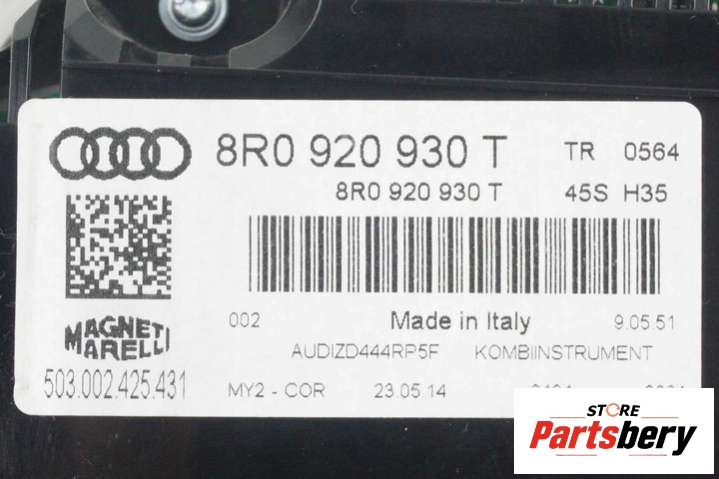 8R0 920 930 T TR 0564
8R0 920 930 T 45S H35
002 Made in Italy 9.05.51
MAGNETI
MARELLI
AUDIZD444RP5F KOMBIINSTRUMENT
503.002.425.431
MY2 - COR 23.05.14
STORE
Partsbery